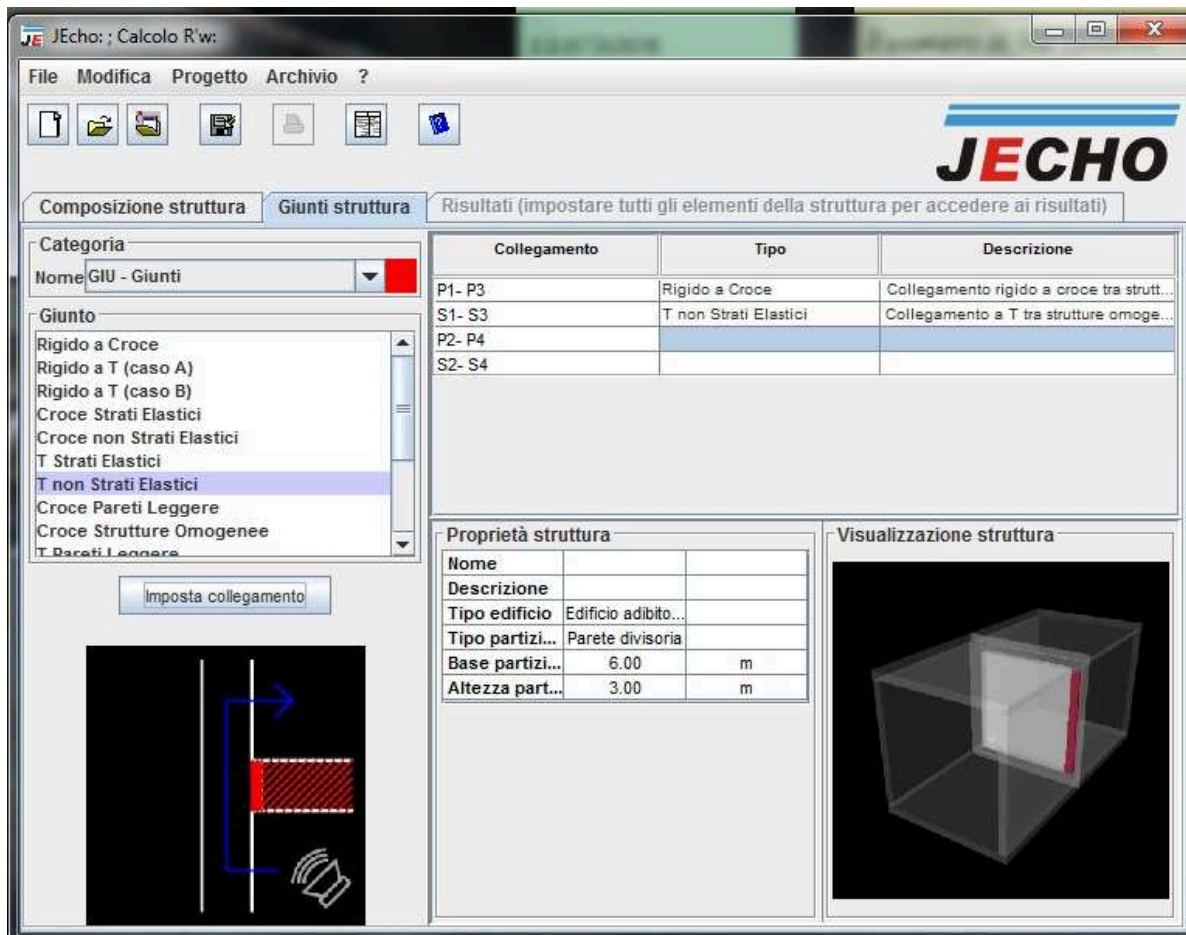 JE JEcho: ; Calcolo R'w:
File Modifica Progetto Archivio ?
JECHO
Composizione struttura
Giunti struttura
Risultati (impostare tutti gli elementi della struttura per accedere ai risultati)
Categoria
Nome GIU - Giunti
Giunto
Rigido a Croce
Rigido a T (caso A)
Rigido a T (caso B)
Croce Strati Elastici
Croce non Strati Elastici
T Strati Elastici
T non Strati Elastici
Croce Pareti Leggere
Croce Strutture Omogenee
T Pareti Leggere
Imposta collegamento
Collegamento Tipo Descrizione
P1- P3 Rigido a Croce Collegamento rigido a croce tra strutt...
S1- S3 T non Strati Elastici Collegamento a T tra strutture omoge...
P2- P4
S2- S4
Proprietà struttura
Nome
Descrizione
Tipo edificio Edificio adibito...
Tipo partizi... Parete divisoria
Base partizi... 6.00 m
Altezza part... 3.00 m
Visualizzazione struttura